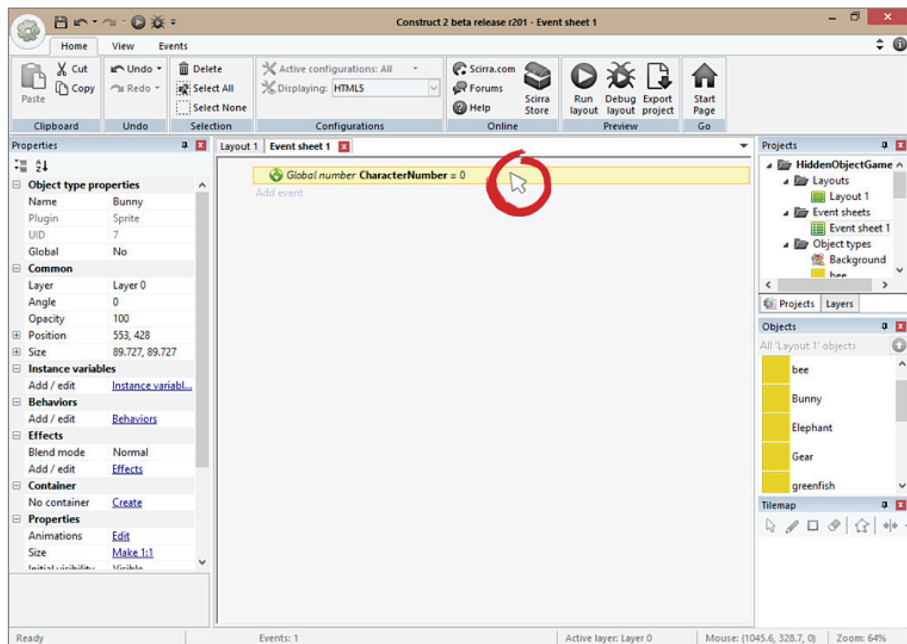 Construct 2 beta release r201 - Event sheet 1
Home View Events
Paste
Cut
Copy
Clipboard
Undo
Redo
Undo
Delete
Select All
Select None
Selection
Active configurations: All
Displaying: HTML5
Configurations
Scirra.com
Forums
Help
Scirra Store
Online
Run layout
Debug layout
Export project
Preview
Start Page
Go
Properties
Object type properties
Name Bunny
Plugin Sprite
UID 7
Global No
Common
Layer Layer 0
Angle 0
Opacity 100
Position 553, 428
Size 89.727, 89.727
Instance variables
Add / edit Instance variabl...
Behaviors
Add / edit Behaviors
Effects
Blend mode Normal
Add / edit Effects
Container
No container Create
Properties
Animations Edit
Size Make 1:1
Initial visibility Visible
Layout 1 Event sheet 1
Global number CharacterNumber = 0
Add event
Projects
HiddenObjectGame
Layouts
Layout 1
Event sheets
Event sheet 1
Object types
Background
bee
Projects Layers
Objects
All 'Layout 1' objects
bee
Bunny
Elephant
Gear
greenfish
Tilemap
Ready Events: 1 Active layer: Layer 0 Mouse: (1045.6, 328.7, 0) Zoom: 64%